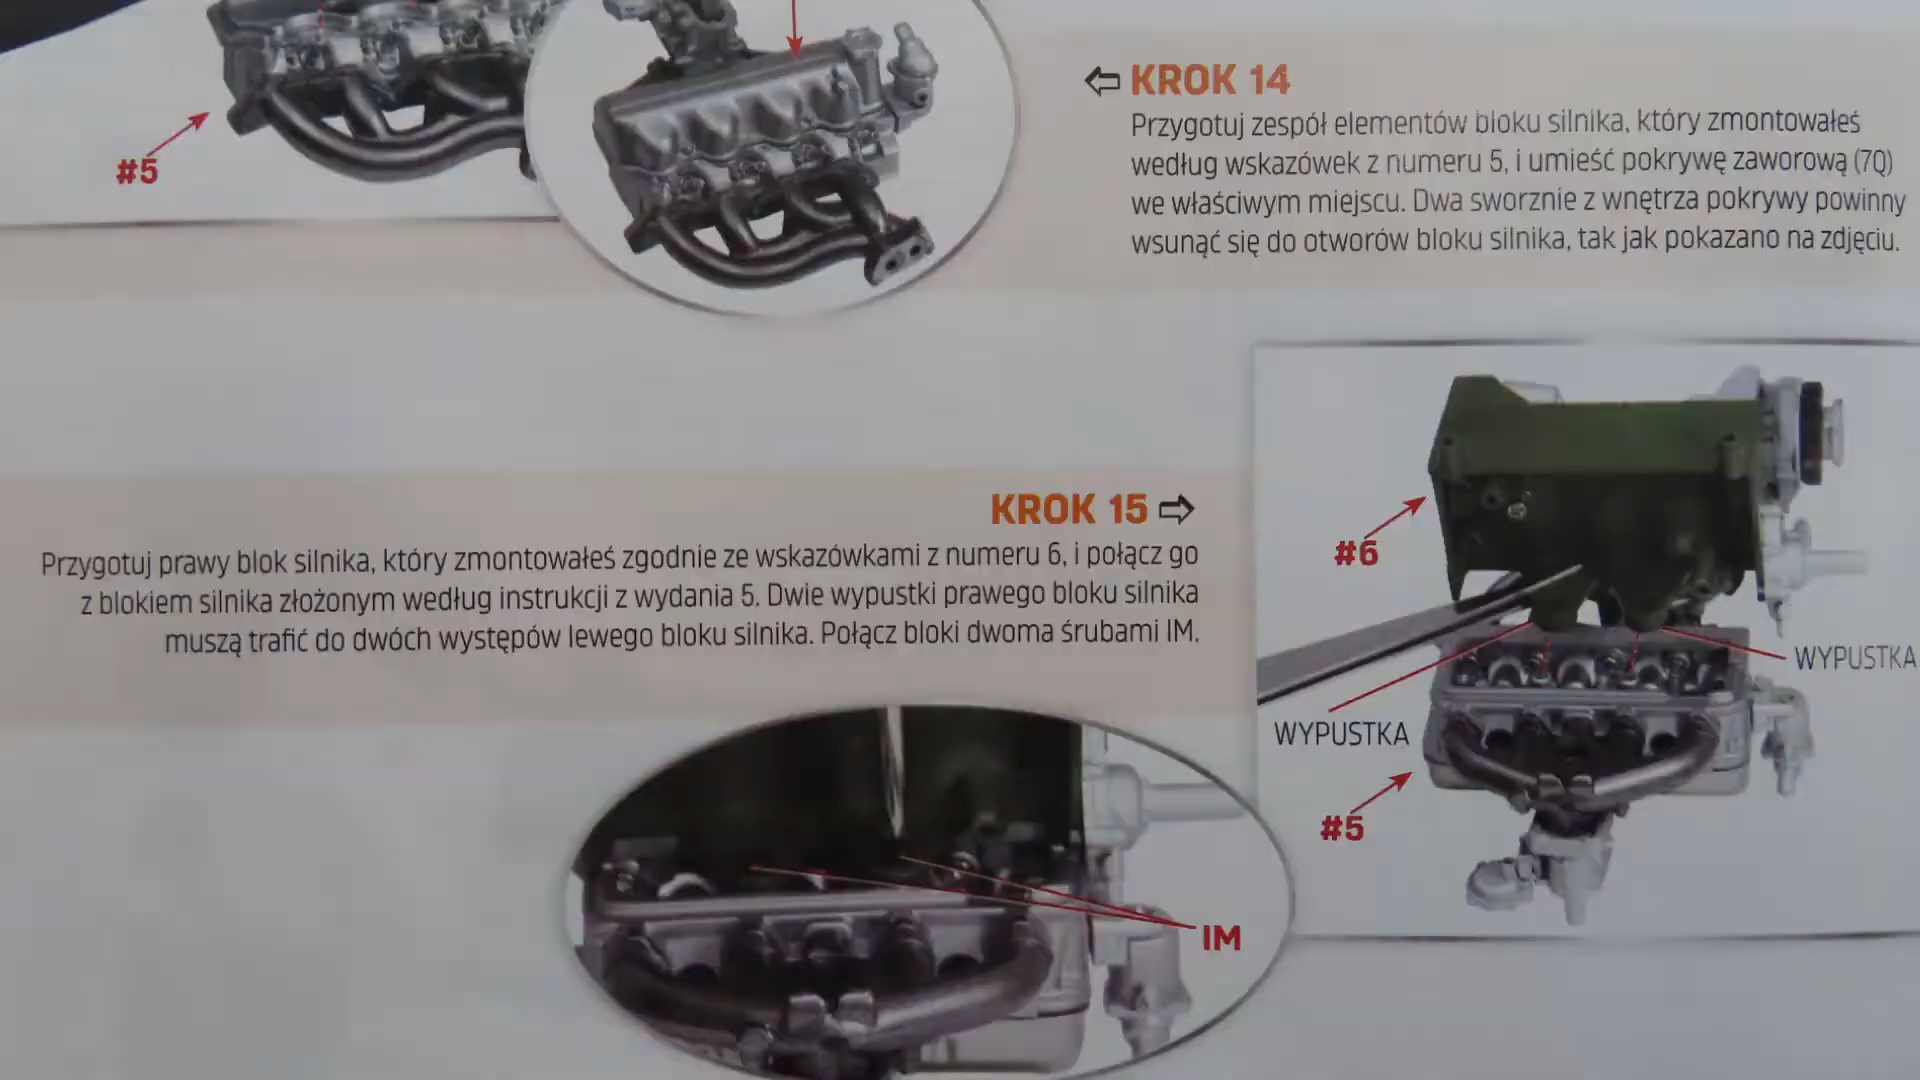 KROK 14
Przygotuj zespół elementów bloku silnika, który zmontowałeś
według wskazówek z numeru 5, i umieść pokrywę zaworową (7Q)
we właściwym miejscu. Dwa sworznie z wnętrza pokrywy powinny
wsunąć się do otworów bloku silnika, tak jak pokazano na zdjęciu.
#5
KROK 15
Przygotuj prawy blok silnika, który zmontowałeś zgodnie ze wskazówkami z numeru 6, i połącz go
z blokiem silnika złożonym według instrukcji z wydania 5. Dwie wypustki prawego bloku silnika
muszą trafić do dwóch występów lewego bloku silnika. Połącz bloki dwoma śrubami IM.
#6
WYPUSTKA
WYPUSTKA
#5
IM